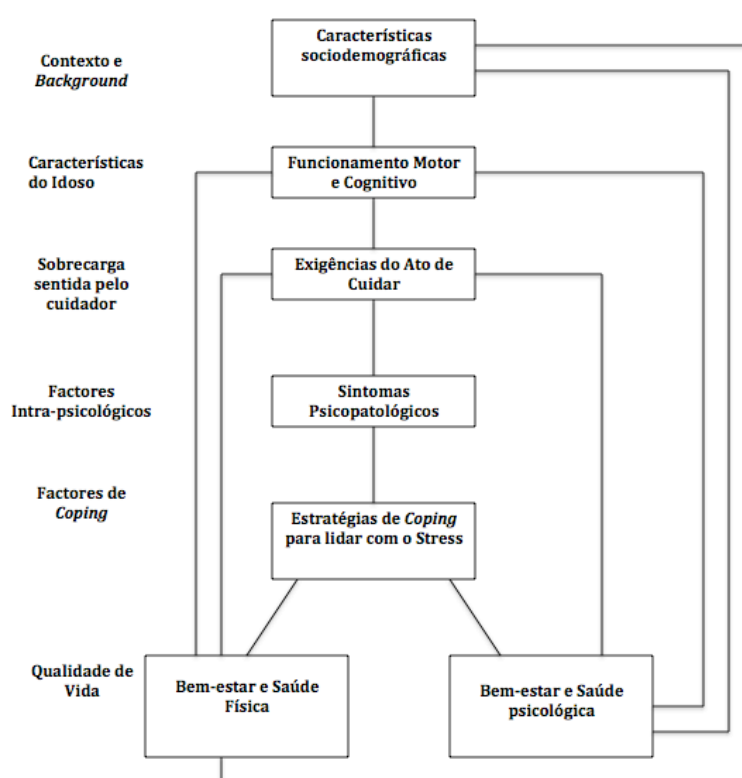 Contexto e
Background
Características
sociodemográficas
Características
do Idoso
Funcionamento Motor
e Cognitivo
Sobrecarga
sentida pelo
cuidador
Exigências do Ato de
Cuidar
Factores
Intra-psicológicos
Sintomas
Psicopatológicos
Factores de
Coping
Estratégias de Coping
para lidar com o Stress
Qualidade de
Vida
Bem-estar e Saúde
Física
Bem-estar e Saúde
psicológica